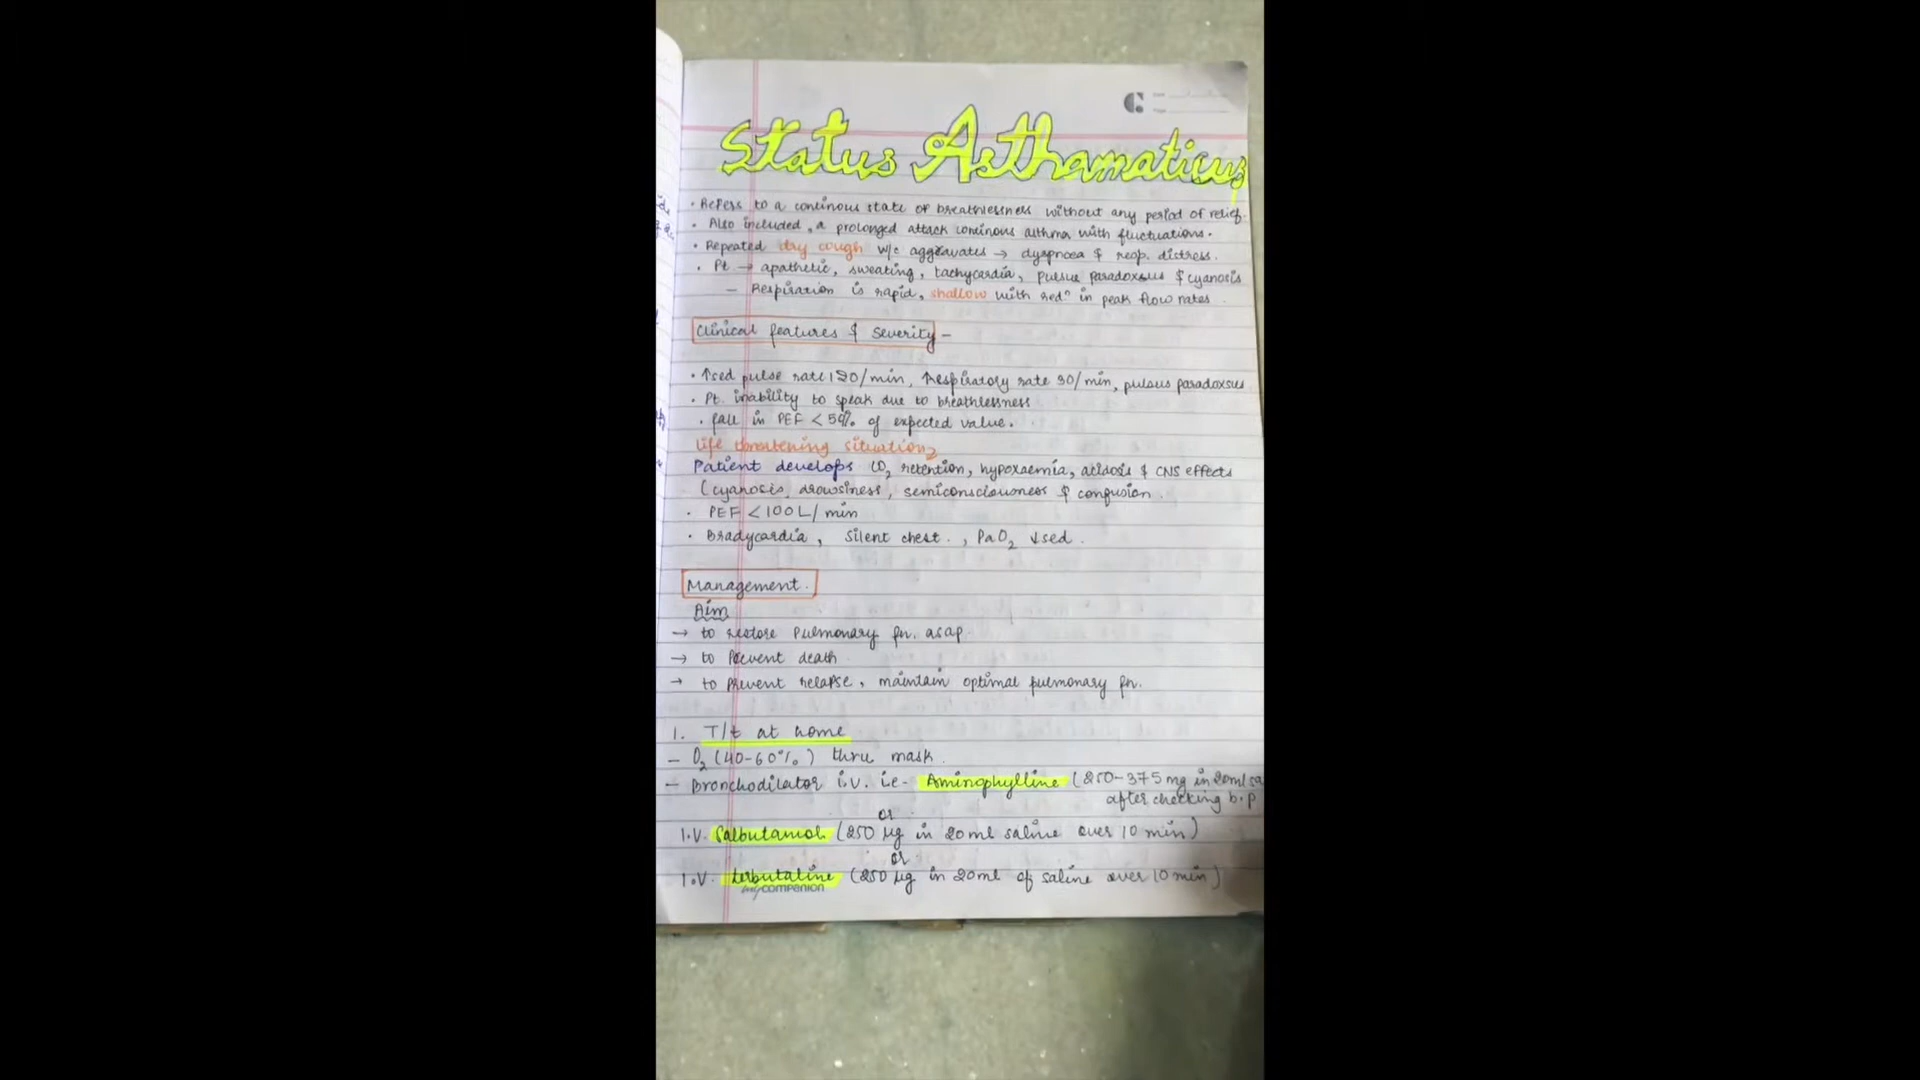 Status Asthamaticus
• Refers to a continous state of breathlessness without any period of relief.
• Also included, a prolonged attack continous asthma with fluctuations.
• Repeated dry cough w/c aggravates → dyspnoea & resp. distress.
• Pt → apathetic, sweating, tachycardia, pulsus paradoxsus & cyanosis
– Respiration is rapid, shallow with redⁿ in peak flow rates.
Clinical features & Severity –
• ↑sed pulse rate 120/min, ↑Respiratory rate 30/min, pulsus paradoxsus
• Pt. inability to speak due to breathlessness
• fall in PEF < 50% of expected value.
Life threatening situation
Patient develops CO₂ retention, hypoxaemia, acidosis & CNS effects
(cyanosis, drowsiness, semiconsciousness & confusion.
• PEF < 100 L/min
• Bradycardia, silent chest., PaO₂ ↓sed.
Management.
Aim
→ to restore Pulmonary fn. asap
→ to Prevent death
→ to prevent relapse, maintain optimal pulmonary fn.
1. T/t at home
– O₂ (40-60%) thru mask.
– Bronchodilator i.v. i.e- Aminophylline (250-375 mg in 20ml sa
after checking b.p
or
I.V. Salbutamol (250 µg in 20ml saline over 10 min)
or
I.V. terbutaline (250 µg in 20ml of saline over 10 min)
companion